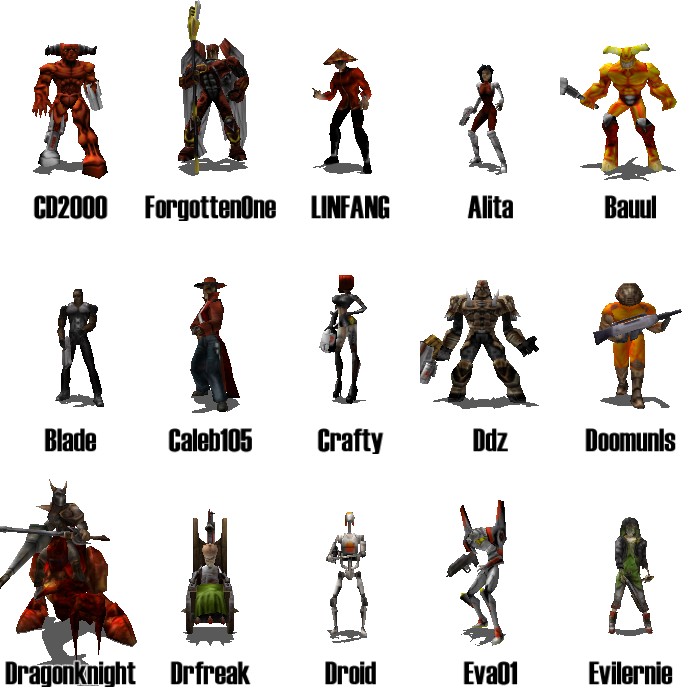 CD2000 ForgottenOne LINFANG Alita Bauul
Blade Caleb105 Crafty Ddz Doomunls
Dragonknight Drfreak Droid Eva01 Evilernie